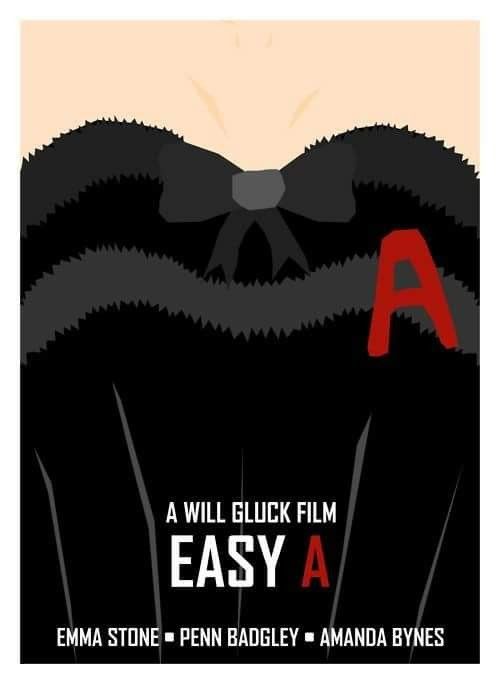 A
A WILL GLUCK FILM
EASY A
EMMA STONE ▪ PENN BADGLEY ▪ AMANDA BYNES